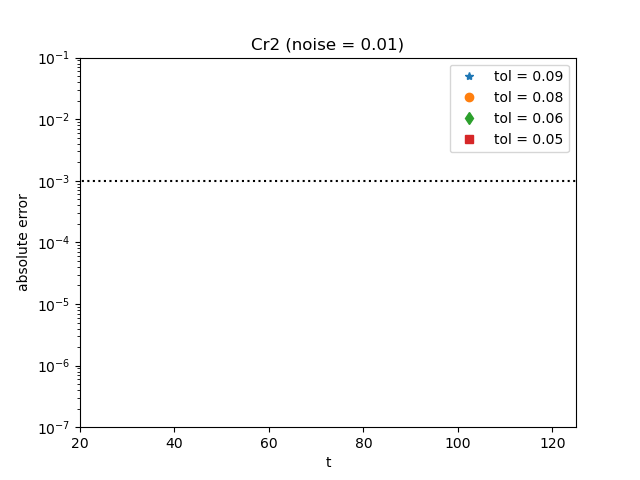 Cr2 (noise = 0.01)
10⁻¹
10⁻²
10⁻³
10⁻⁴
10⁻⁵
10⁻⁶
10⁻⁷
absolute error
tol = 0.09
tol = 0.08
tol = 0.06
tol = 0.05
20 40 60 80 100 120
t